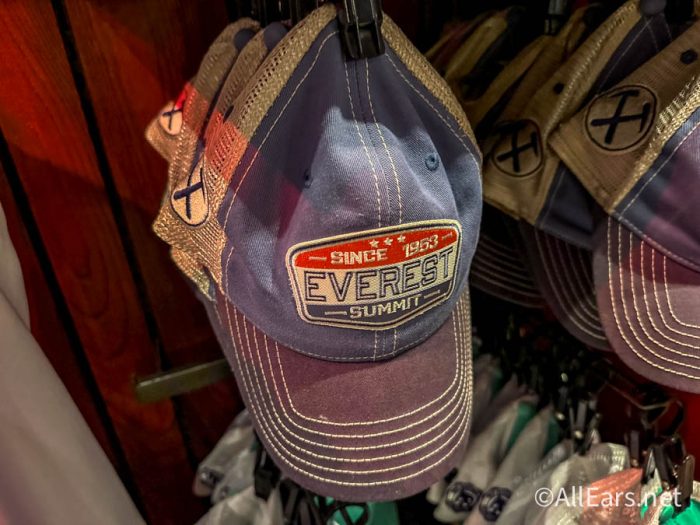 SINCE 1953
EVEREST
SUMMIT
©AllEars.net